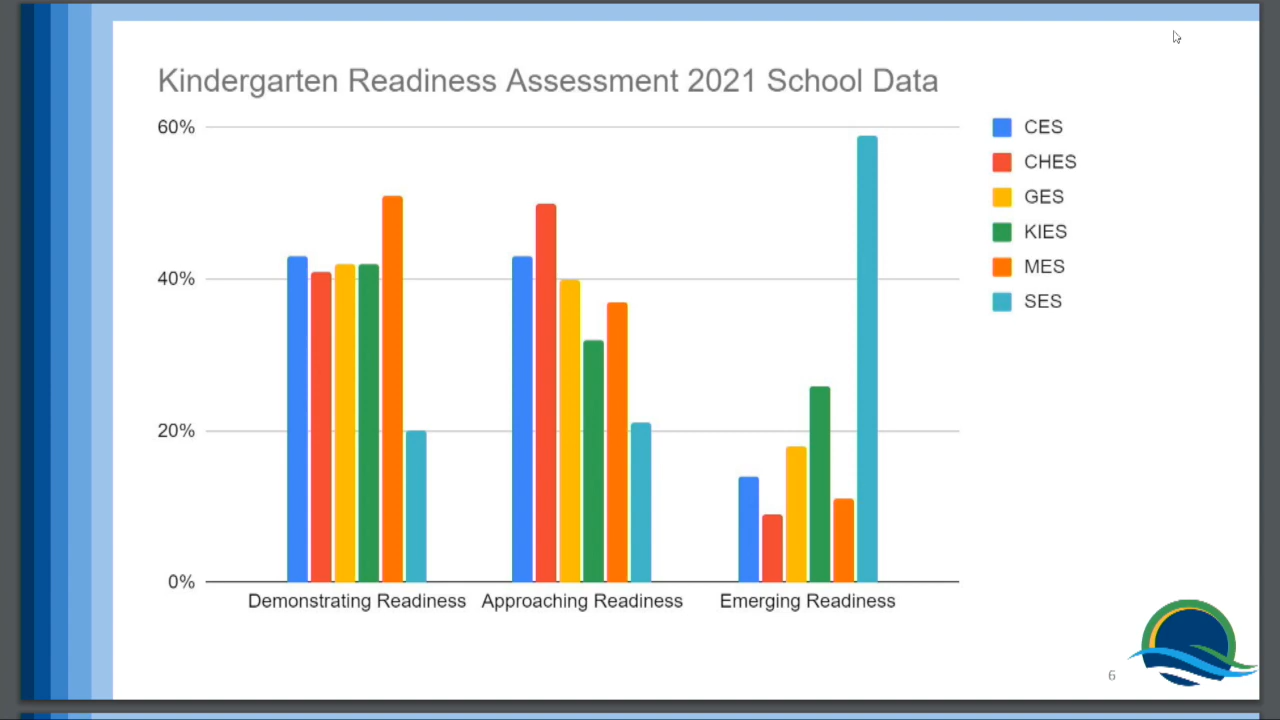 Kindergarten Readiness Assessment 2021 School Data
60%
40%
20%
0%
Demonstrating Readiness
Approaching Readiness
Emerging Readiness
CES
CHES
GES
KIES
MES
SES
6